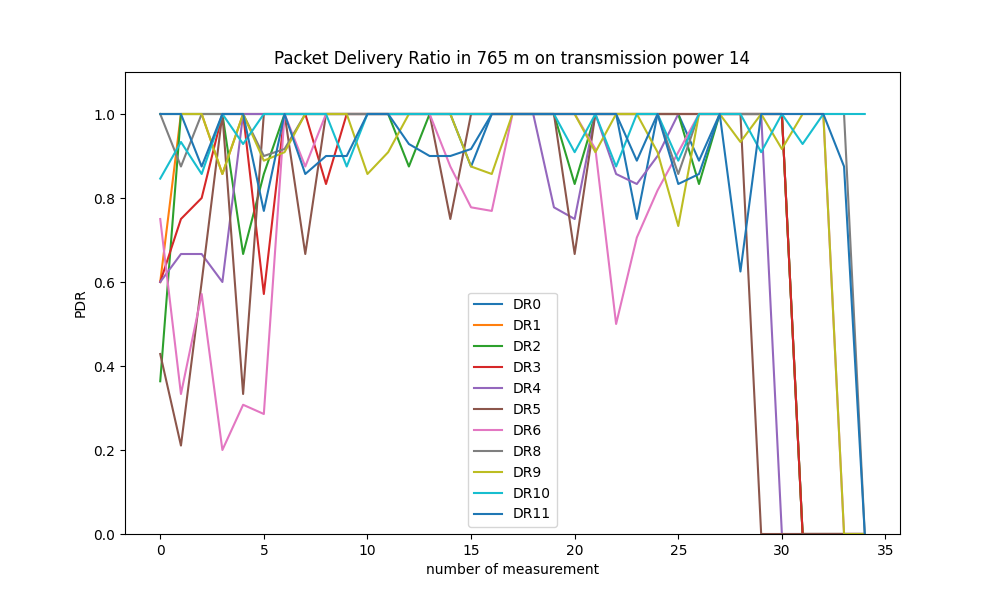 Packet Delivery Ratio in 765 m on transmission power 14
PDR
1.0
0.8
0.6
0.4
0.2
0.0
DR0
DR1
DR2
DR3
DR4
DR5
DR6
DR8
DR9
DR10
DR11
0 5 10 15 20 25 30 35
number of measurement